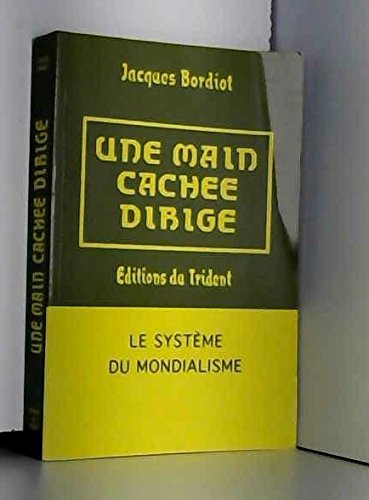 Jacques Bordiot
UNE MAIN
CACHEE
DIRIGE
Editions du Trident
LE SYSTÈME
DU MONDIALISME
UNE MAIN CACHEE DIRIGE